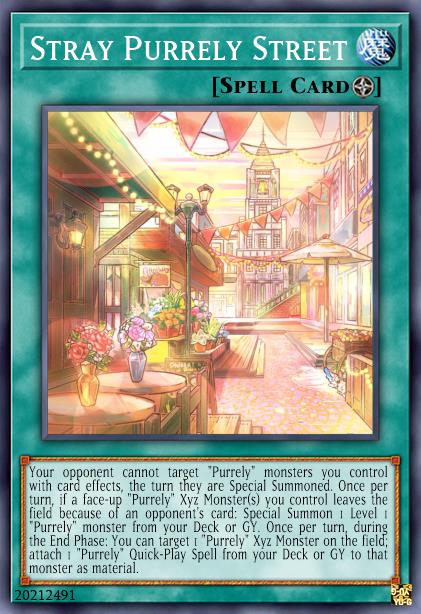 Stray Purrely Street
[Spell Card]
Your opponent cannot target "Purrely" monsters you control
with card effects, the turn they are Special Summoned. Once per
turn, if a face-up "Purrely" Xyz Monster(s) you control leaves the
field because of an opponent's card: Special Summon 1 Level 1
"Purrely" monster from your Deck or GY. Once per turn, during
the End Phase: You can target 1 "Purrely" Xyz Monster on the field;
attach 1 "Purrely" Quick-Play Spell from your Deck or GY to that
monster as material.
20212491